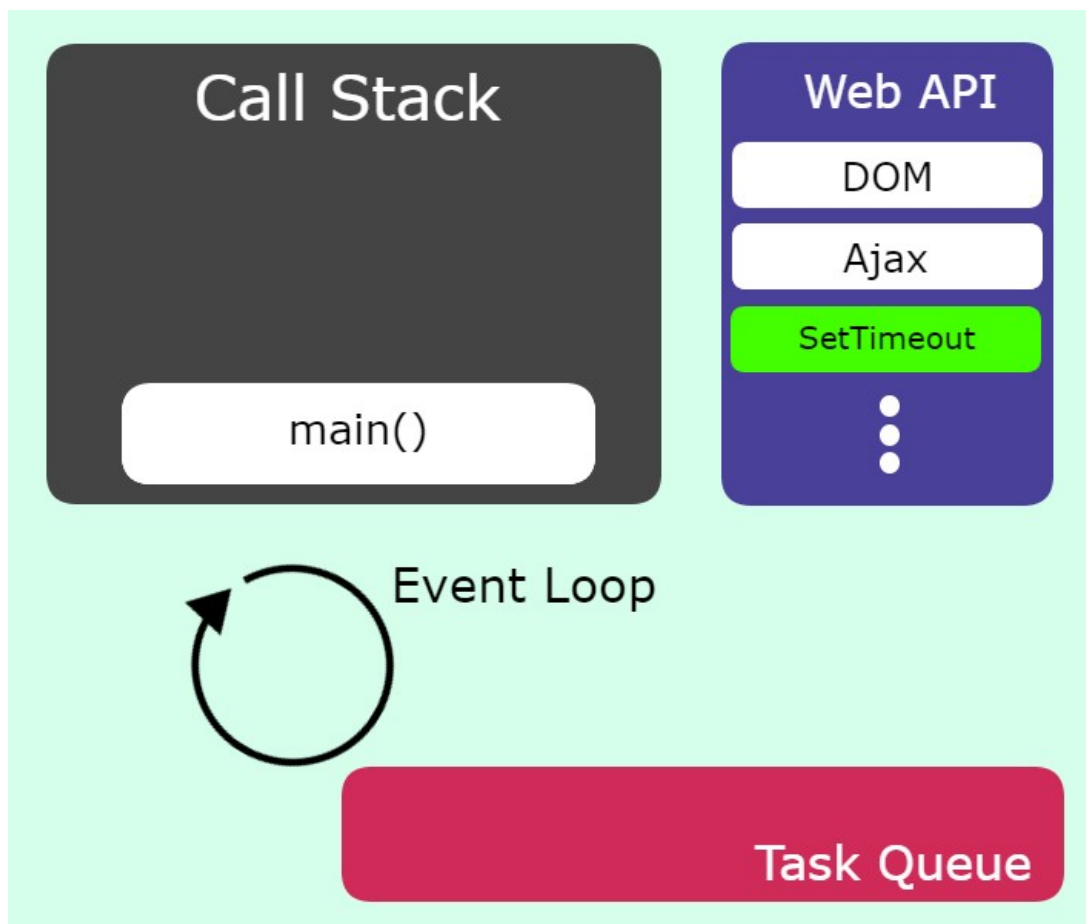 Call Stack
main()
Web API
DOM
Ajax
SetTimeout
Event Loop
Task Queue